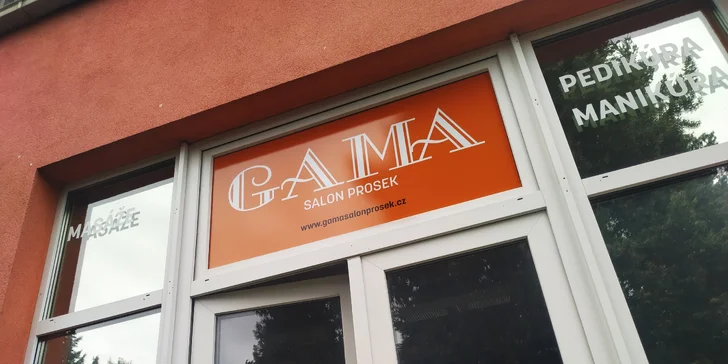 GAMA
SALON PROSEK
www.gamasalonprosek.cz
MASÁŽE
PEDIKÚRA
MANIKÚRA